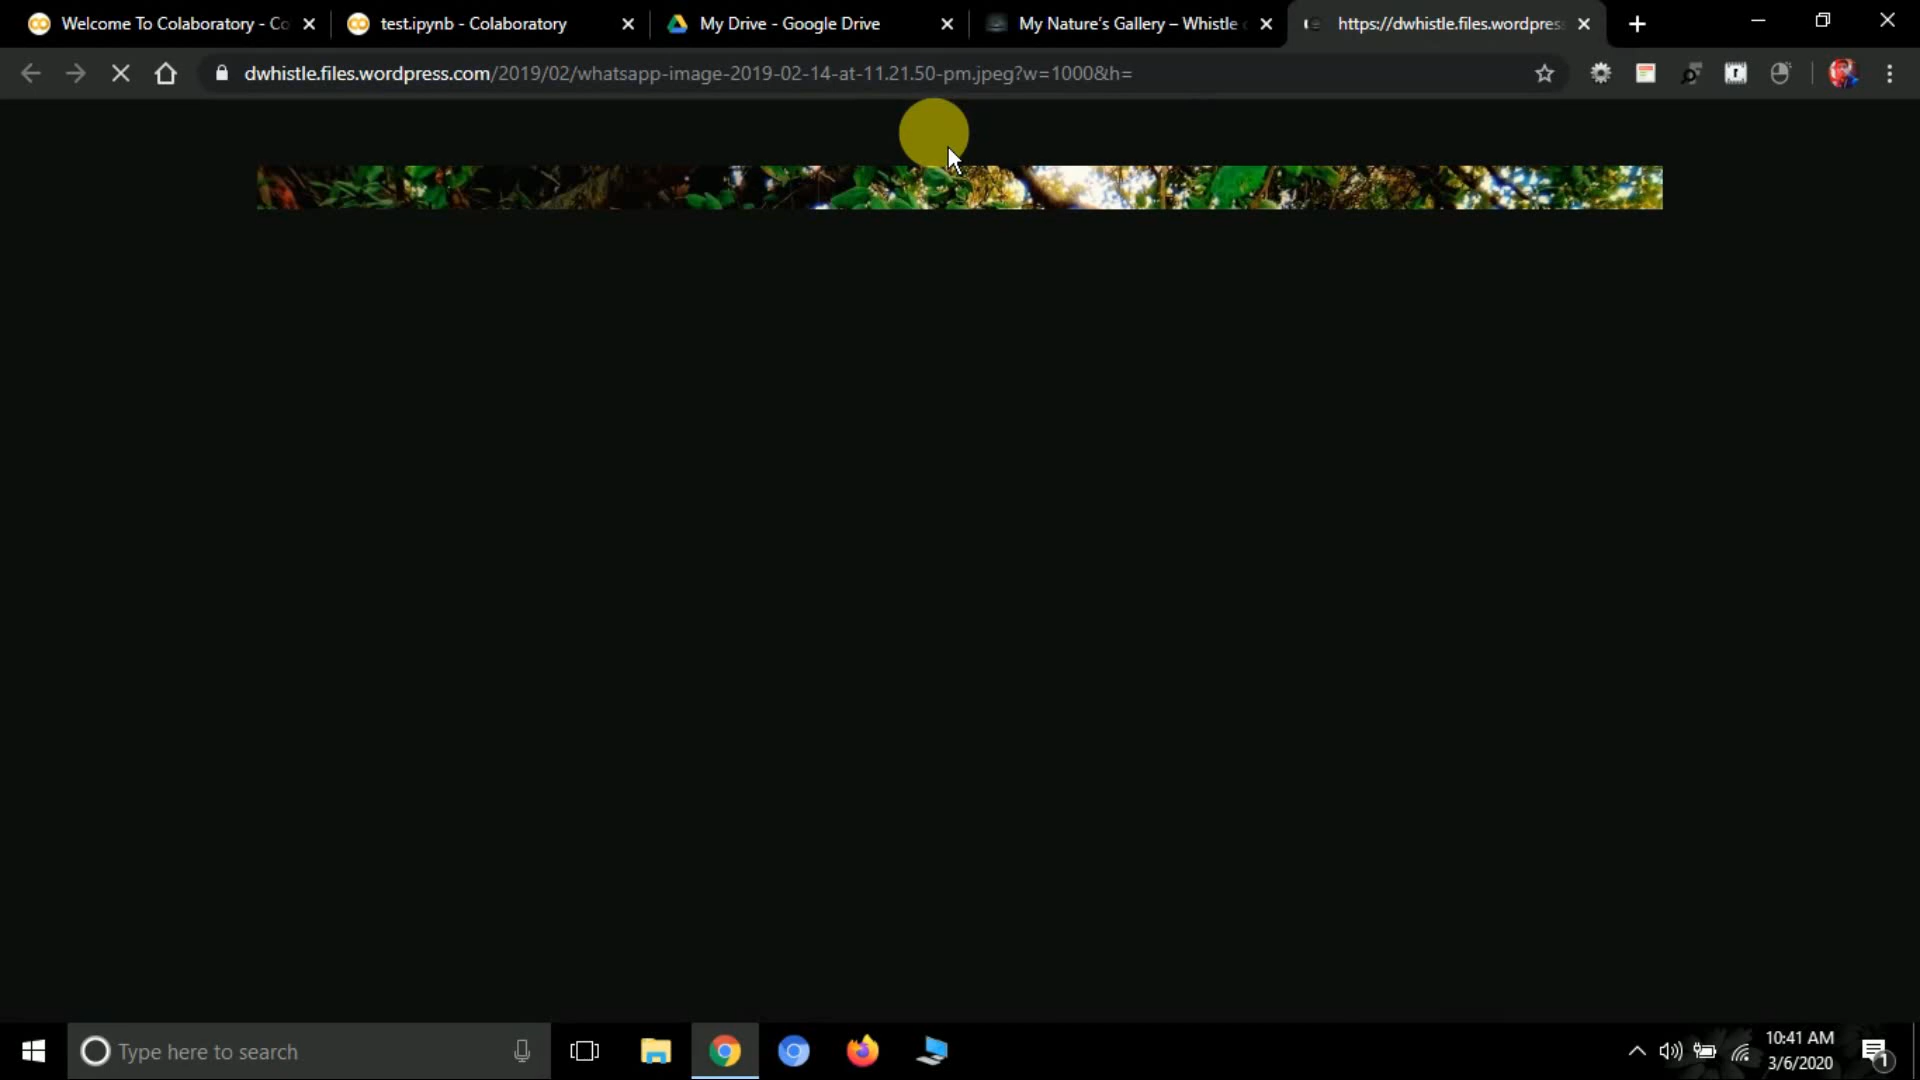 Welcome To Colaboratory - Co
test.ipynb - Colaboratory
My Drive - Google Drive
My Nature's Gallery – Whistle
https://dwhistle.files.wordpress
dwhistle.files.wordpress.com/2019/02/whatsapp-image-2019-02-14-at-11.21.50-pm.jpeg?w=1000&h=
Type here to search
10:41 AM
3/6/2020
1